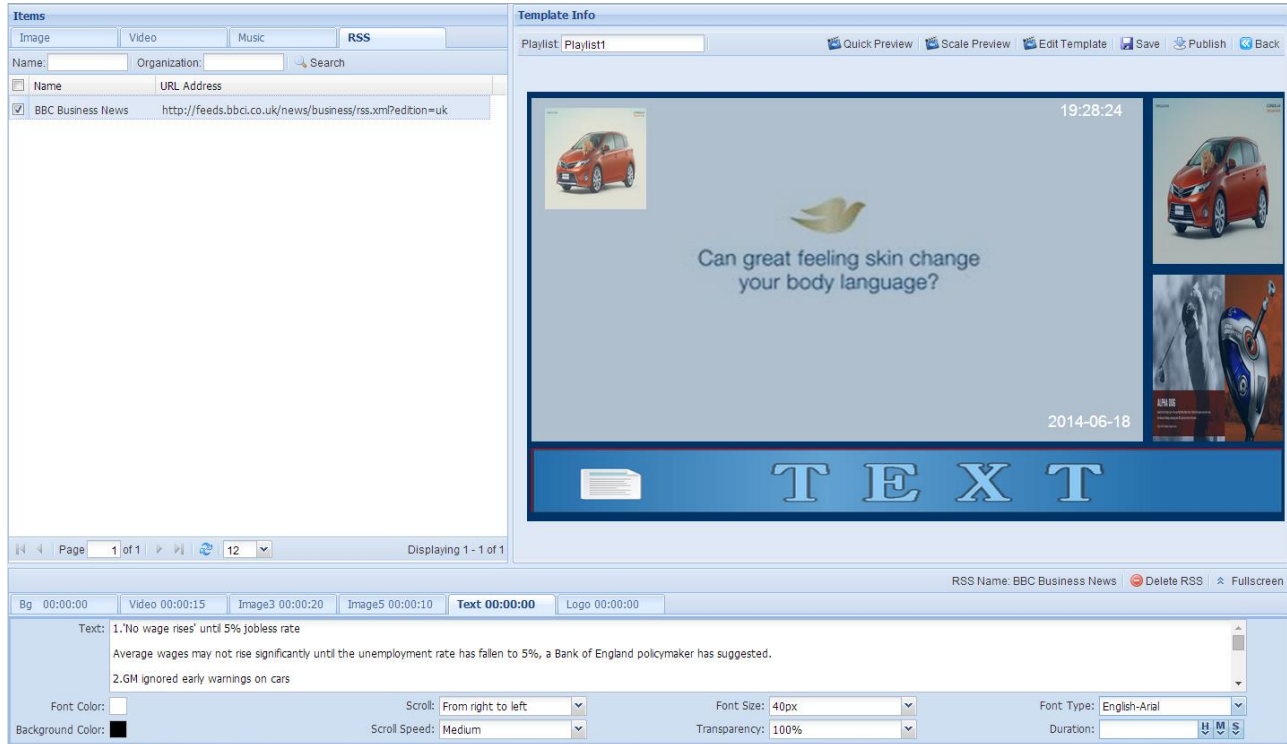 Items
Image Video Music RSS
Name: Organization: Search
Name URL Address
BBC Business News http://feeds.bbci.co.uk/news/business/rss.xml?edition=uk
Page 1 of 1 12 Displaying 1 - 1 of 1
Template Info
Playlist: Playlist1 Quick Preview Scale Preview Edit Template Save Publish Back
19:28:24
Can great feeling skin change
your body language?
2014-06-18
ALPHA DOG
TEXT
RSS Name: BBC Business News Delete RSS Fullscreen
Bg 00:00:00 Video 00:00:15 Image3 00:00:20 Image5 00:00:10 Text 00:00:00 Logo 00:00:00
Text: 1.'No wage rises' until 5% jobless rate
Average wages may not rise significantly until the unemployment rate has fallen to 5%, a Bank of England policymaker has suggested.
2.GM ignored early warnings on cars
Font Color: Scroll: From right to left Font Size: 40px Font Type: English-Arial
Background Color: Scroll Speed: Medium Transparency: 100% Duration: H M S